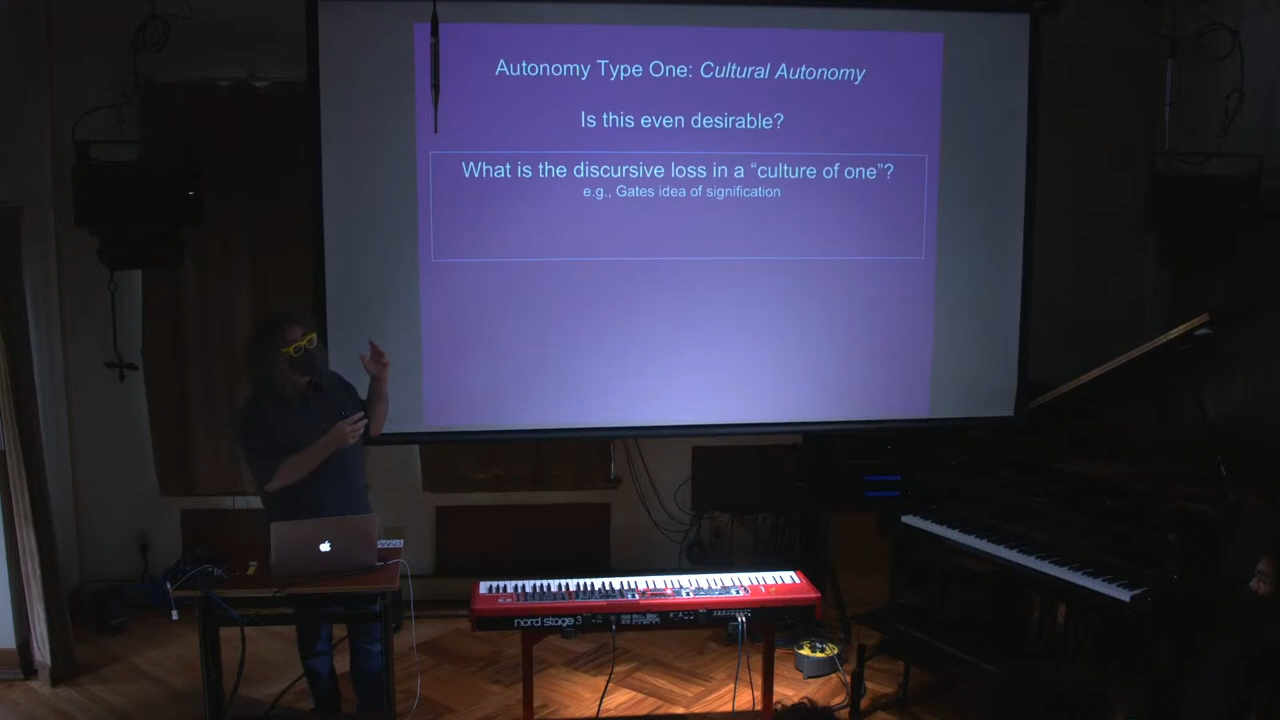 Autonomy Type One: Cultural Autonomy
Is this even desirable?
What is the discursive loss in a “culture of one”?
e.g., Gates idea of signification
nord stage 3